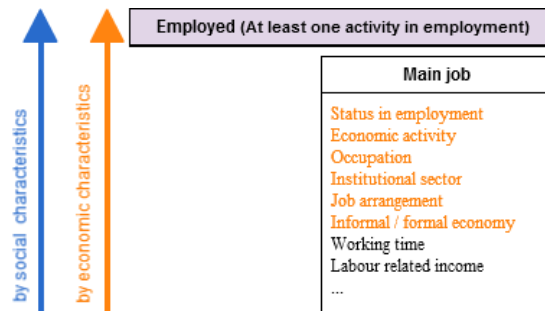 Employed (At least one activity in employment)
by social characteristics
by economic characteristics
Main job
Status in employment
Economic activity
Occupation
Institutional sector
Job arrangement
Informal / formal economy
Working time
Labour related income
...